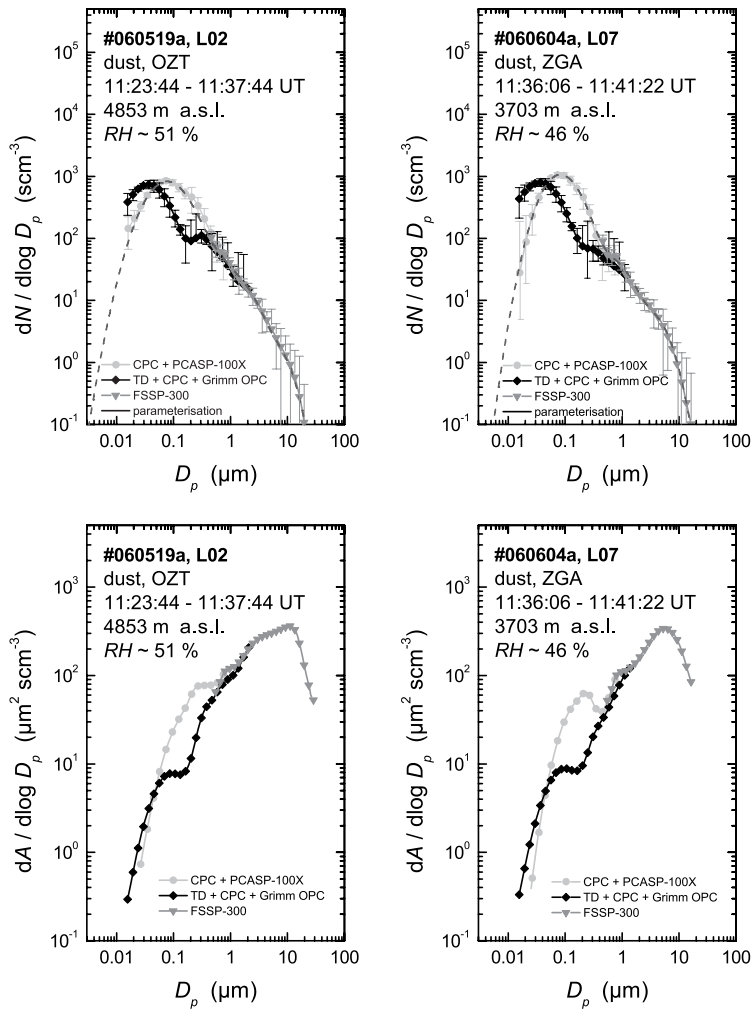 #060519a, L02
dust, OZT
11:23:44 - 11:37:44 UT
4853 m a.s.l.
RH ~ 51 %
dN / dlog Dp (scm-3)
10^5
10^4
10^3
10^2
10^1
10^0
10^-1
CPC + PCASP-100X
TD + CPC + Grimm OPC
FSSP-300
parameterisation
0.01 0.1 1 10 100
Dp (µm)
#060604a, L07
dust, ZGA
11:36:06 - 11:41:22 UT
3703 m a.s.l.
RH ~ 46 %
dN / dlog Dp (scm-3)
10^5
10^4
10^3
10^2
10^1
10^0
10^-1
CPC + PCASP-100X
TD + CPC + Grimm OPC
FSSP-300
parameterisation
0.01 0.1 1 10 100
Dp (µm)
#060519a, L02
dust, OZT
11:23:44 - 11:37:44 UT
4853 m a.s.l.
RH ~ 51 %
dA / dlog Dp (µm2 scm-3)
10^3
10^2
10^1
10^0
10^-1
CPC + PCASP-100X
TD + CPC + Grimm OPC
FSSP-300
0.01 0.1 1 10 100
Dp (µm)
#060604a, L07
dust, ZGA
11:36:06 - 11:41:22 UT
3703 m a.s.l.
RH ~ 46 %
dA / dlog Dp (µm2 scm-3)
10^3
10^2
10^1
10^0
10^-1
CPC + PCASP-100X
TD + CPC + Grimm OPC
FSSP-300
0.01 0.1 1 10 100
Dp (µm)